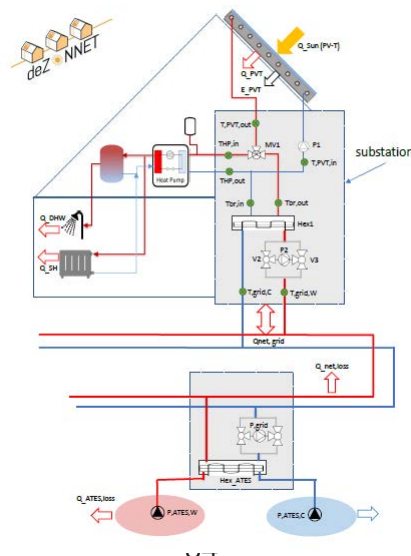 deZONNET
Q_Sun (PV-T)
Q_PVT
E_PVT
T,PVT,out
THP,in
MV1
P1
T,PVT,in
substation
Heat Pump
THP,out
Tbr,in
Tbr,out
Q_DHW
Hex1
P2
V2
V3
Q_SH
T,grid,C
T,grid,W
Qnet, grid
Q_net,loss
P,grid
Hex_ATES
Q_ATES,loss
P,ATES,W
P,ATES,C